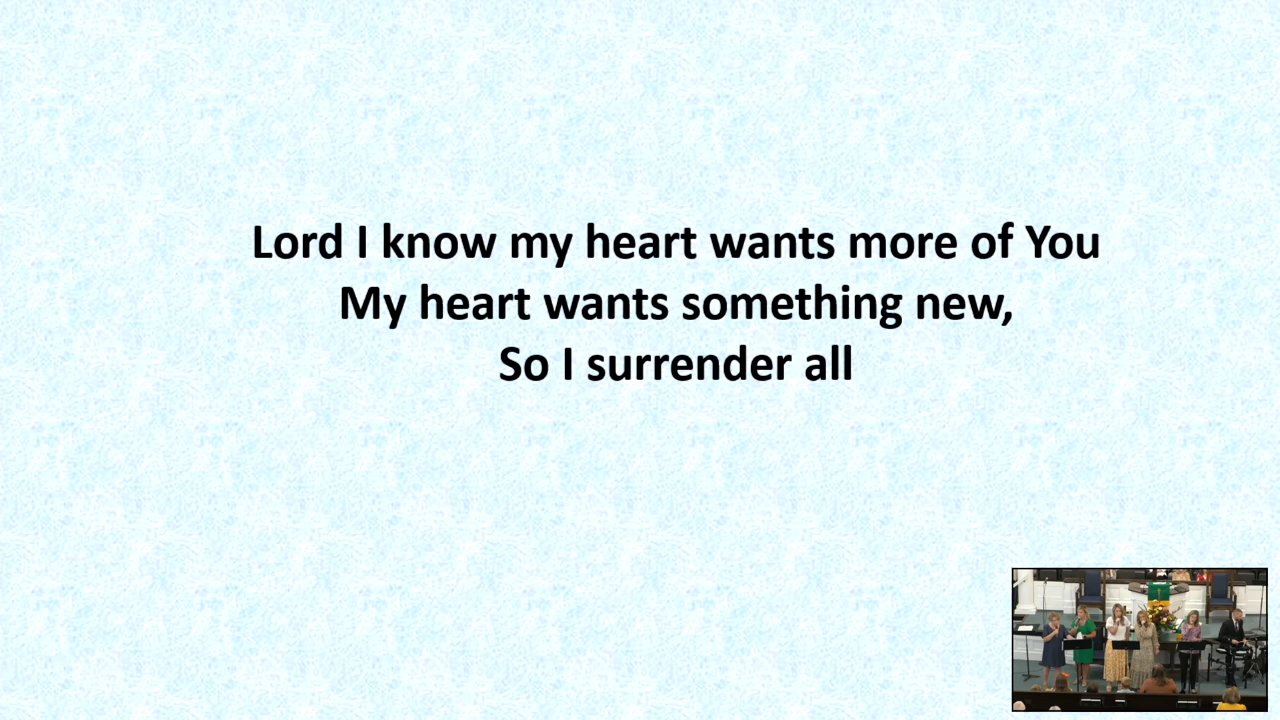 Lord I know my heart wants more of You
My heart wants something new,
So I surrender all